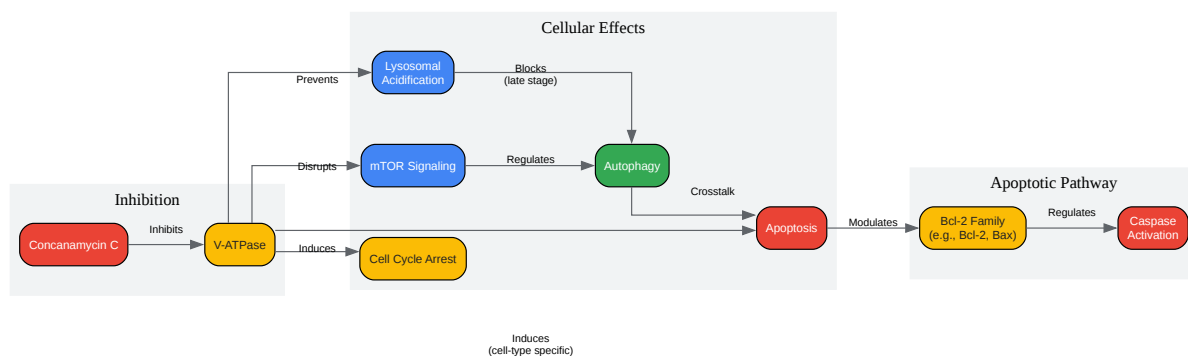 Cellular Effects
Lysosomal
Acidification
Prevents
Blocks
(late stage)
Disrupts
mTOR Signaling
Regulates
Autophagy
Crosstalk
Inhibition
Concanamycin C
Inhibits
V-ATPase
Induces
Cell Cycle Arrest
Apoptosis
Modulates
Apoptotic Pathway
Bcl-2 Family
(e.g., Bcl-2, Bax)
Regulates
Caspase
Activation
Induces
(cell-type specific)